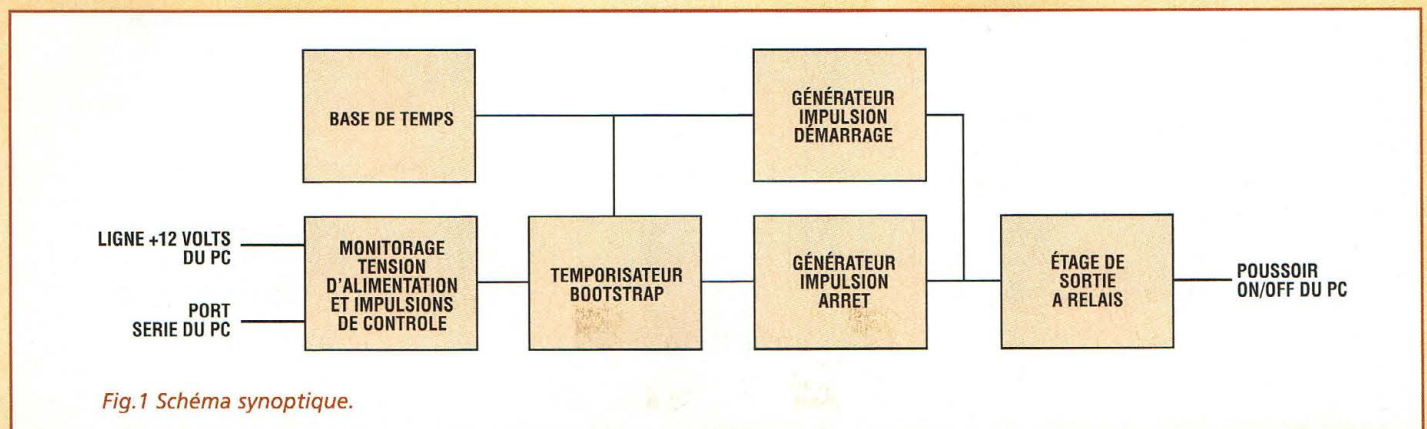 BASE DE TEMPS
GÉNÉRATEUR
IMPULSION
DÉMARRAGE
LIGNE +12 VOLTS
DU PC
PORT
SERIE DU PC
MONITORAGE
TENSION
D'ALIMENTATION
ET IMPULSIONS
DE CONTROLE
TEMPORISATEUR
BOOTSTRAP
GÉNÉRATEUR
IMPULSION
ARRET
ÉTAGE DE
SORTIE
A RELAIS
POUSSOIR
ON/OFF DU PC
Fig.1 Schéma synoptique.